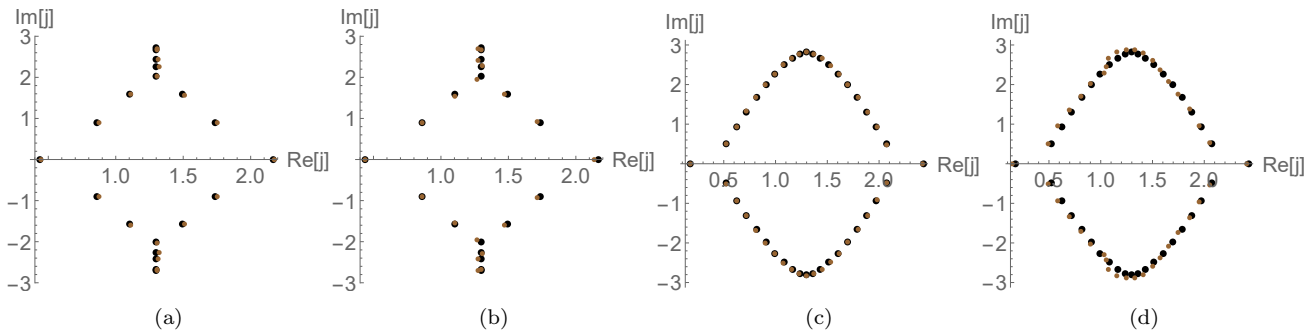 Im[j] Im[j] Im[j] Im[j]
3 3 3 3
2 2 2 2
1 1 1 1
Re[j] Re[j] Re[j] Re[j]
1.0 1.5 2.0 1.0 1.5 2.0 0.5 1.0 1.5 2.0 0.5 1.0 1.5 2.0
−1 −1 −1 −1
−2 −2 −2 −2
−3 −3 −3 −3
(a) (b) (c) (d)